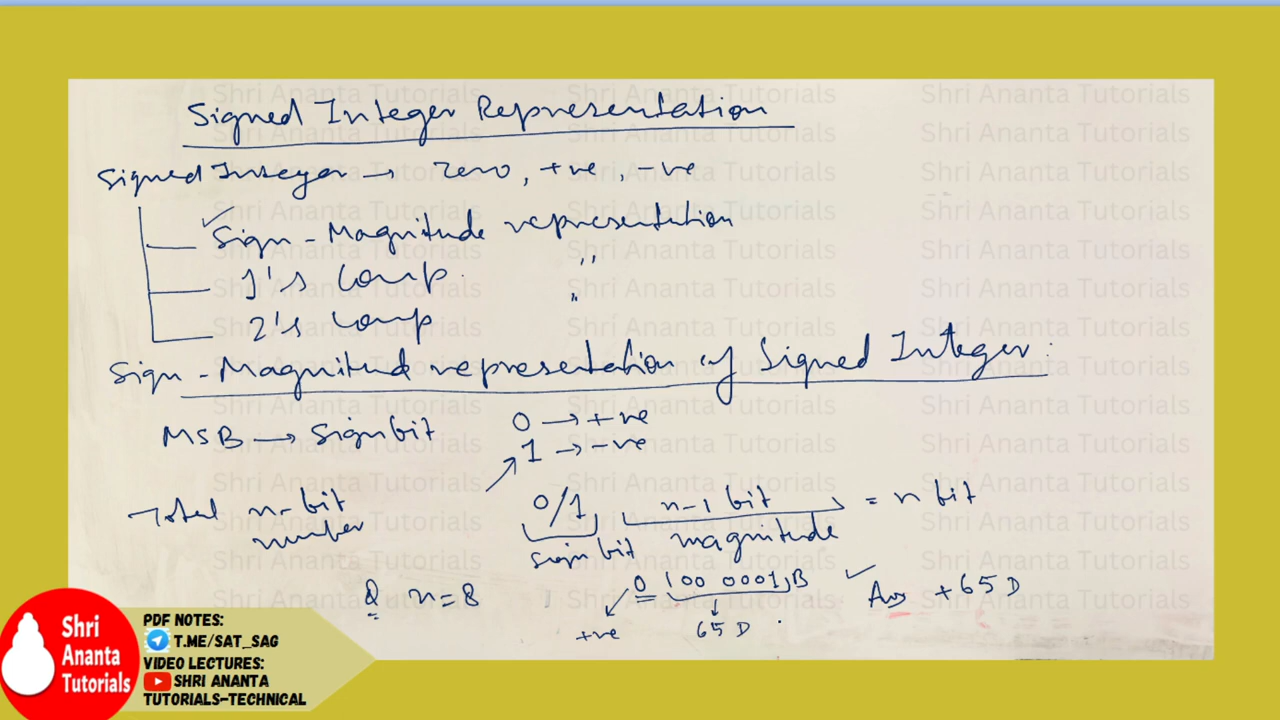 Signed Integer Representation
Signed Integer → Zero, +ve, -ve
✓ Sign - Magnitude representation
1's Comp "
2's Comp "
Sign - Magnitud representation of Signed Integer
MSB → Signbit 0 → +ve
1 → -ve
Total n-bit number
0/1 n-1 bit = n bit
sign bit magnitude
Q n=8 0 100 0001)B ✓ Ans +65 D
+ve 65 D
Shri Ananta Tutorials
PDF NOTES:
T.ME/SAT_SAG
VIDEO LECTURES:
SHRI ANANTA
TUTORIALS-TECHNICAL